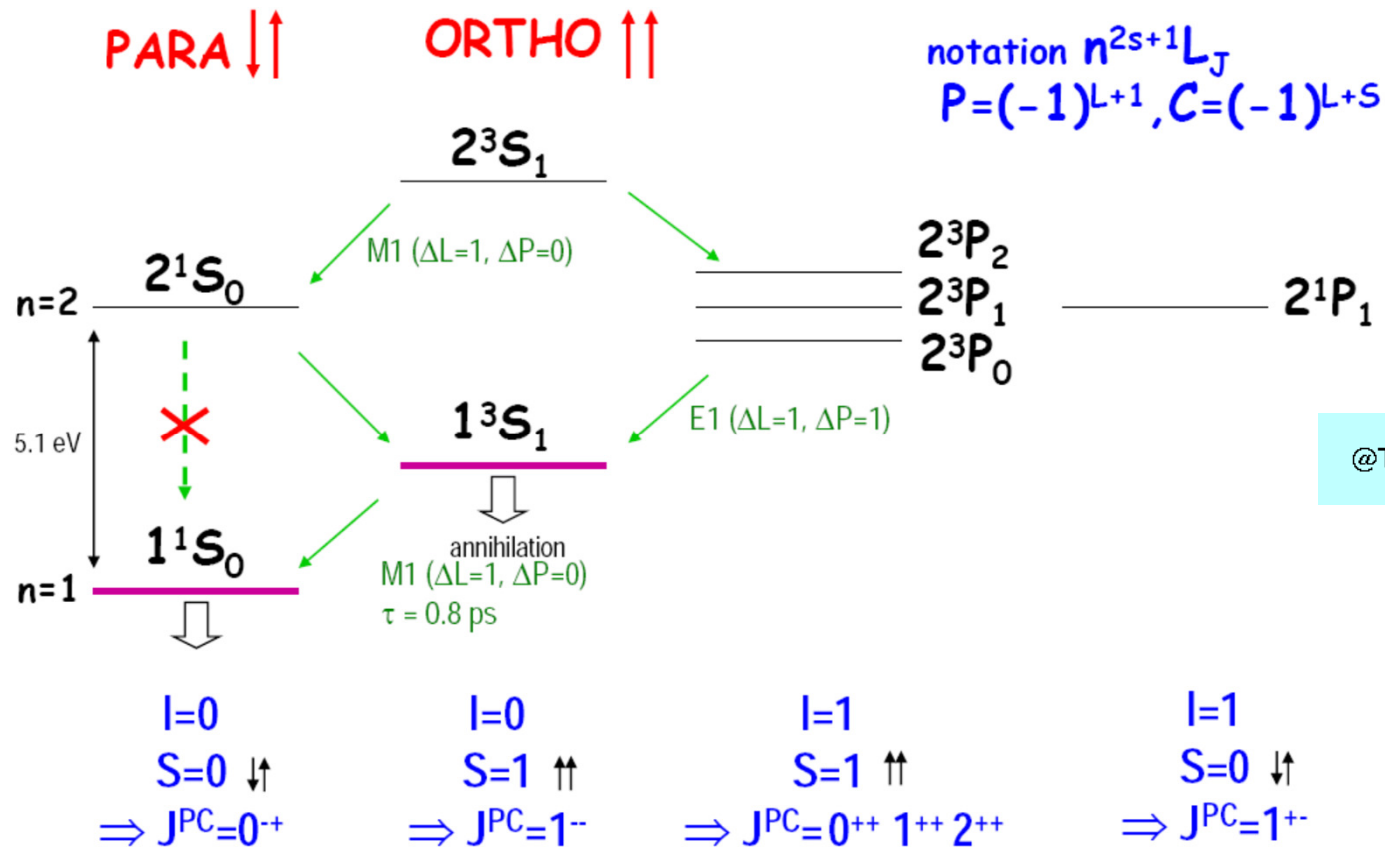 PARA ↓↑
ORTHO ↑↑
notation n²ˢ⁺¹L_J
P=(-1)ᴸ⁺¹, C=(-1)ᴸ⁺ˢ
2³S₁
M1 (ΔL=1, ΔP=0)
2³P₂
2¹S₀
n=2
2³P₁
2¹P₁
2³P₀
5.1 eV
1³S₁
E1 (ΔL=1, ΔP=1)
@T
1¹S₀
annihilation
n=1
M1 (ΔL=1, ΔP=0)
τ = 0.8 ps
l=0
S=0 ↓↑
⇒ Jᴾᶜ=0⁻⁺
l=0
S=1 ↑↑
⇒ Jᴾᶜ=1⁻⁻
l=1
S=1 ↑↑
⇒ Jᴾᶜ=0⁺⁺ 1⁺⁺ 2⁺⁺
l=1
S=0 ↓↑
⇒ Jᴾᶜ=1⁺⁻